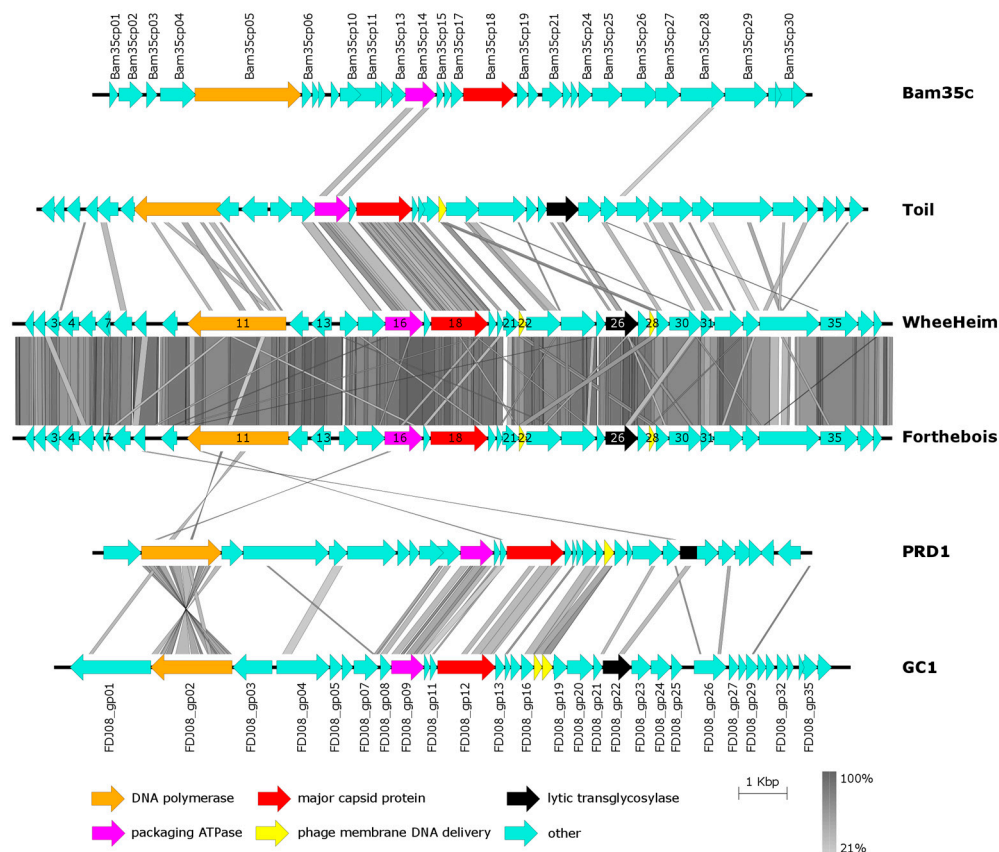 Bam35cp01
Bam35cp02
Bam35cp03
Bam35cp04
Bam35cp05
Bam35cp06
Bam35cp10
Bam35cp11
Bam35cp13
Bam35cp14
Bam35cp15
Bam35cp17
Bam35cp18
Bam35cp19
Bam35cp21
Bam35cp24
Bam35cp25
Bam35cp27
Bam35cp28
Bam35cp29
Bam35cp30
Bam35c
Toil
3 4 7 11 13 16 18 21 22 26 28 30 31 35
WheeHeim
3 4 7 11 13 16 18 21 22 26 28 30 31 35
Forthebois
PRD1
GC1
FDJ08_gp01
FDJ08_gp02
FDJ08_gp03
FDJ08_gp04
FDJ08_gp05
FDJ08_gp07
FDJ08_gp08
FDJ08_gp09
FDJ08_gp11
FDJ08_gp12
FDJ08_gp13
FDJ08_gp16
FDJ08_gp19
FDJ08_gp20
FDJ08_gp21
FDJ08_gp22
FDJ08_gp23
FDJ08_gp24
FDJ08_gp25
FDJ08_gp26
FDJ08_gp27
FDJ08_gp29
FDJ08_gp32
FDJ08_gp35
DNA polymerase
major capsid protein
lytic transglycosylase
packaging ATPase
phage membrane DNA delivery
other
1 Kbp
100%
21%